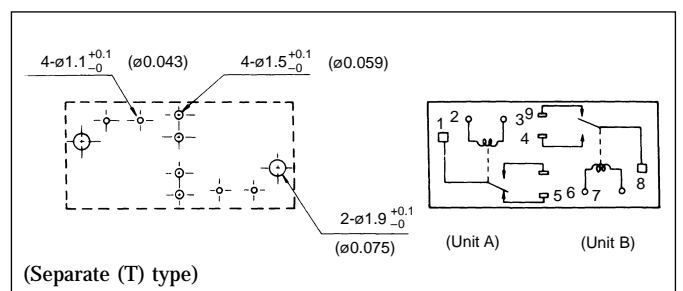 4-ø1.1 +0.1 −0 (ø0.043) 4-ø1.5 +0.1 −0 (ø0.059)
1 2 3 9
4
5 6 7 8
2-ø1.9 +0.1 −0
(ø0.075)
(Unit A) (Unit B)
(Separate (T) type)